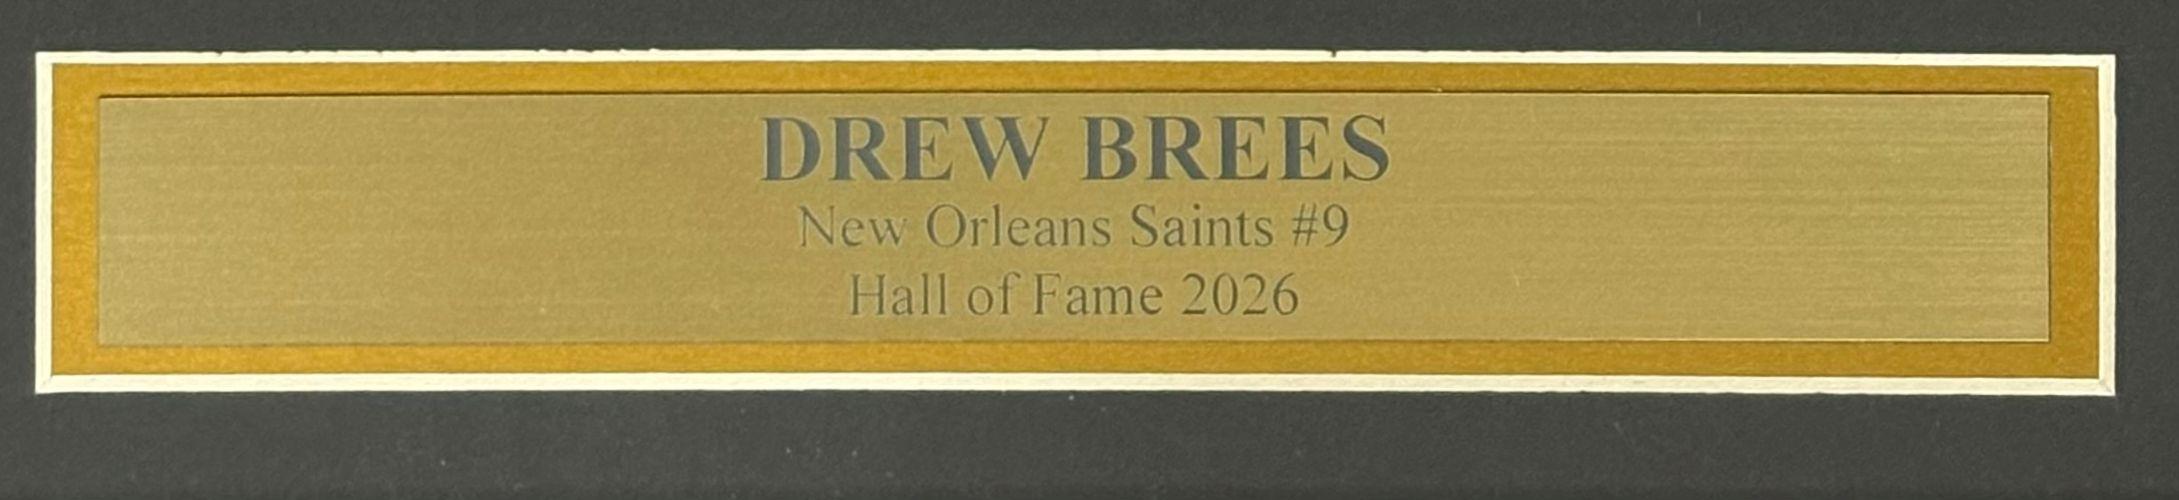 DREW BREES
New Orleans Saints #9
Hall of Fame 2026